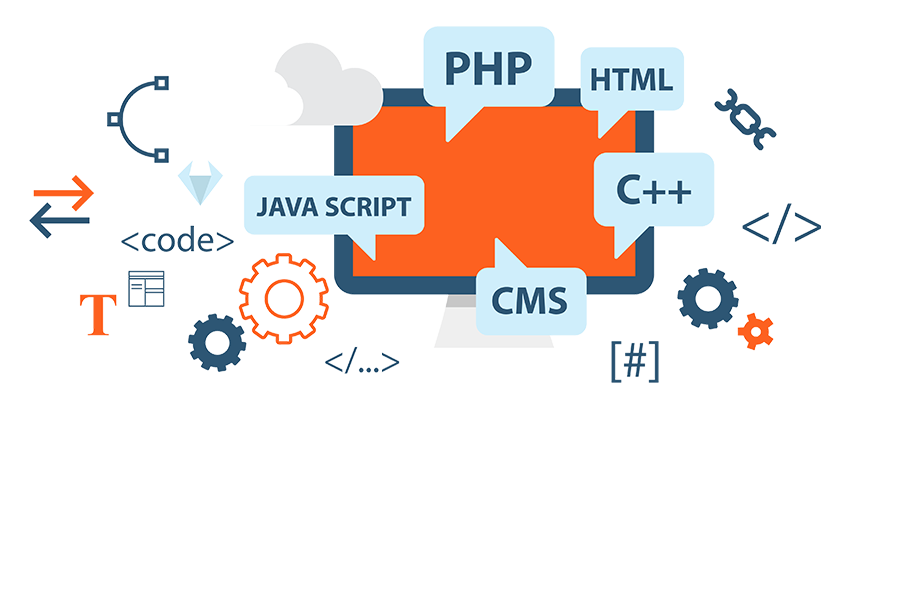 PHP
HTML
C++
JAVA SCRIPT
</>
<code>
CMS
T
</...>
[#]